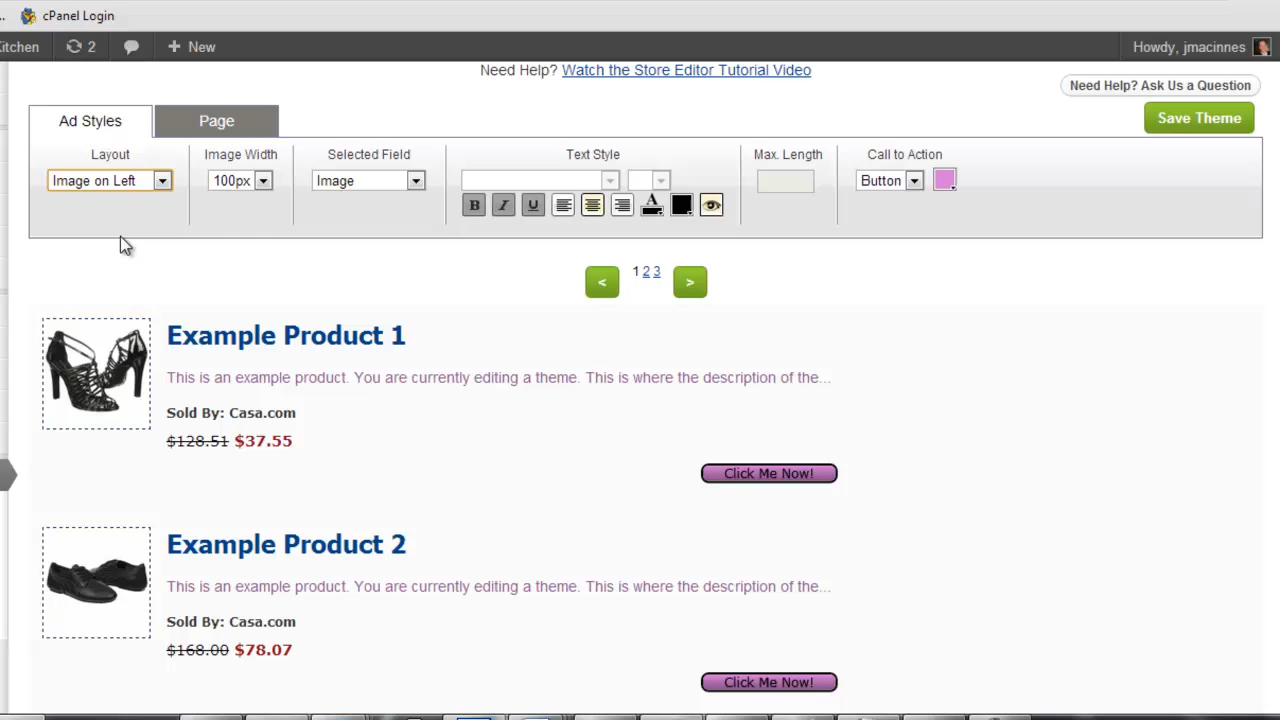 .. cPanel Login
Kitchen 2 + New Howdy, jmacinnes
Need Help? Watch the Store Editor Tutorial Video
Need Help? Ask Us a Question
Ad Styles Page Save Theme
Layout Image Width Selected Field Text Style Max. Length Call to Action
Image on Left 100px Image Button
B I U A
< 1 2 3 >
Example Product 1
This is an example product. You are currently editing a theme. This is where the description of the...
Sold By: Casa.com
$128.51 $37.55
Click Me Now!
Example Product 2
This is an example product. You are currently editing a theme. This is where the description of the...
Sold By: Casa.com
$168.00 $78.07
Click Me Now!